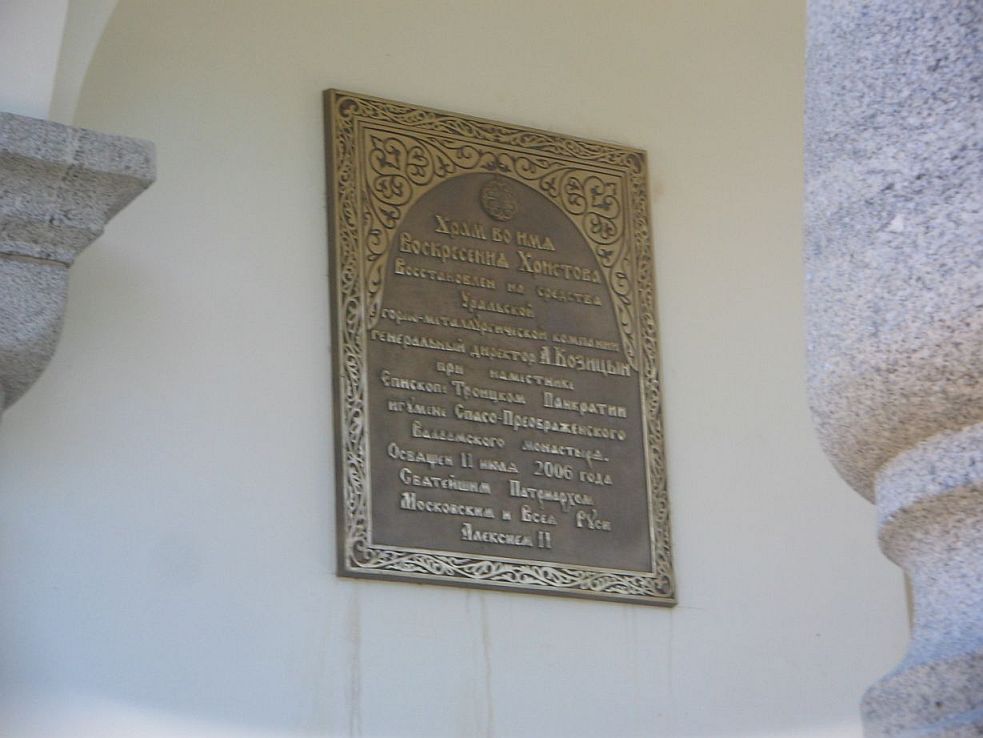 Храм во имя
Воскресения Христова
Восстановлен на средства
Уральской
горно-металлургической компании
генеральный директор А.Козицын
при наместнике
Епископе Троицком Панкратии
игумене Спасо-Преображенского
Валаамского монастыря.
Освящен 11 июля 2006 года
Святейшим Патриархом
Московским и Всея Руси
Алексием II